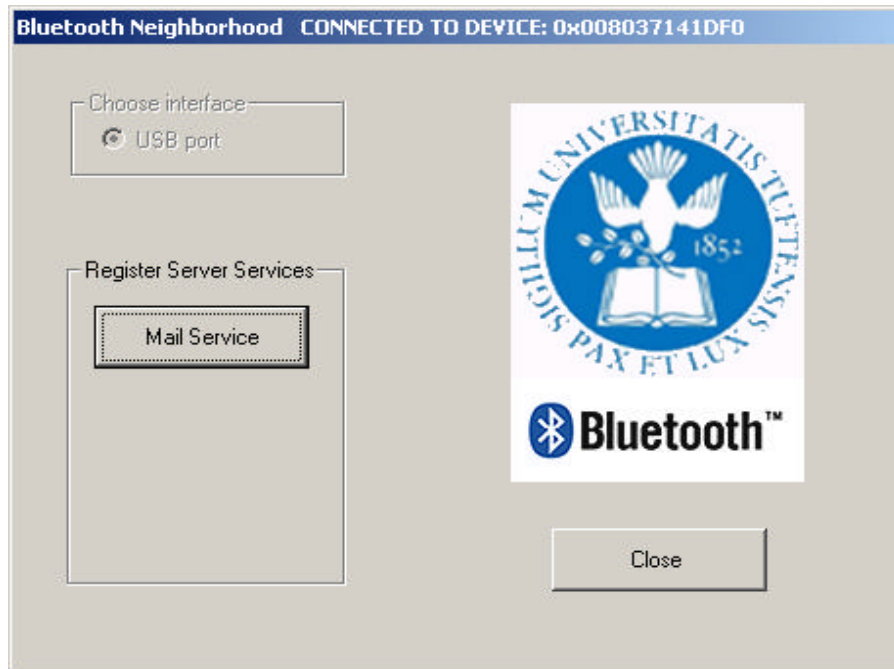 Bluetooth Neighborhood CONNECTED TO DEVICE: 0x008037141DF0
Choose interface
USB port
Register Server Services
Mail Service
SIGILLUM UNIVERSITATIS TUFTENSIS
1852
PAX ET LUX
Bluetooth™
Close